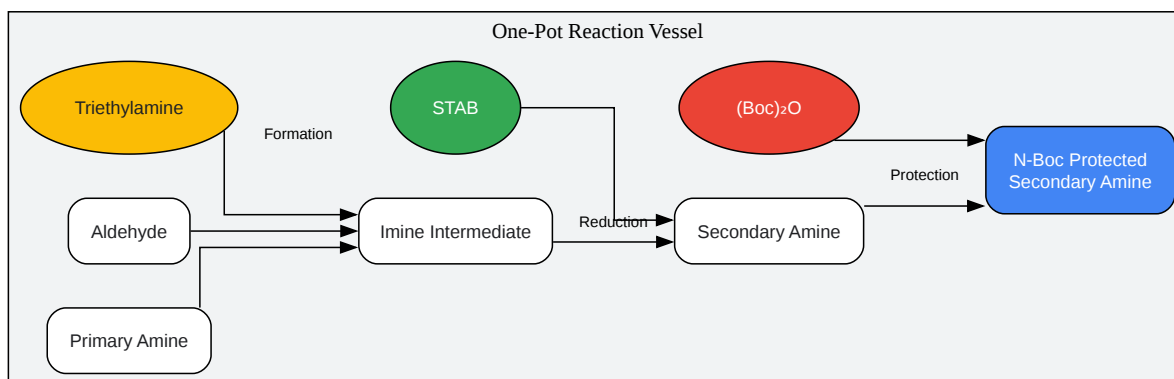 One-Pot Reaction Vessel
Triethylamine
STAB
(Boc)₂O
Formation
N-Boc Protected
Secondary Amine
Protection
Aldehyde
Imine Intermediate
Reduction
Secondary Amine
Primary Amine